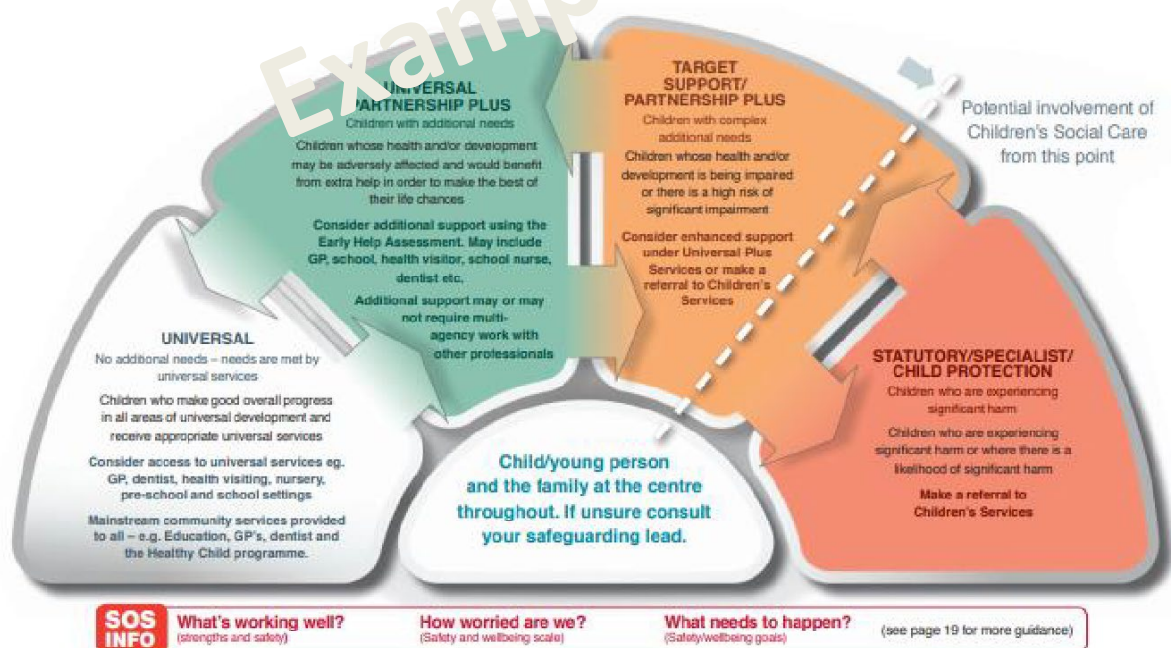 Examp
UNIVERSAL
PARTNERSHIP PLUS
Children with additional needs
Children whose health and/or development
may be adversely affected and would benefit
from extra help in order to make the best of
their life chances
Consider additional support using the
Early Help Assessment. May include
GP, school, health visitor, school nurse,
dentist etc.
Additional support may or may
not require multi-
agency work with
other professionals
TARGET
SUPPORT/
PARTNERSHIP PLUS
Children with complex
additional needs
Children whose health and/or
development is being impaired
or there is a high risk of
significant impairment
Consider enhanced support
under Universal Plus
Services or make a
referral to Children's
Services
Potential involvement of
Children's Social Care
from this point
UNIVERSAL
No additional needs – needs are met by
universal services
Children who make good overall progress
in all areas of universal development and
receive appropriate universal services
Consider access to universal services eg.
GP, dentist, health visiting, nursery,
pre-school and school settings
Mainstream community services provided
to all – e.g. Education, GP's, dentist and
the Healthy Child programme.
Child/young person
and the family at the centre
throughout. If unsure consult
your safeguarding lead.
STATUTORY/SPECIALIST/
CHILD PROTECTION
Children who are experiencing
significant harm
Children who are experiencing
significant harm or where there is a
likelihood of significant harm
Make a referral to
Children's Services
SOS
INFO
What's working well?
(strengths and safety)
How worried are we?
(Safety and wellbeing scale)
What needs to happen?
(Safety/wellbeing goals)
(see page 19 for more guidance)